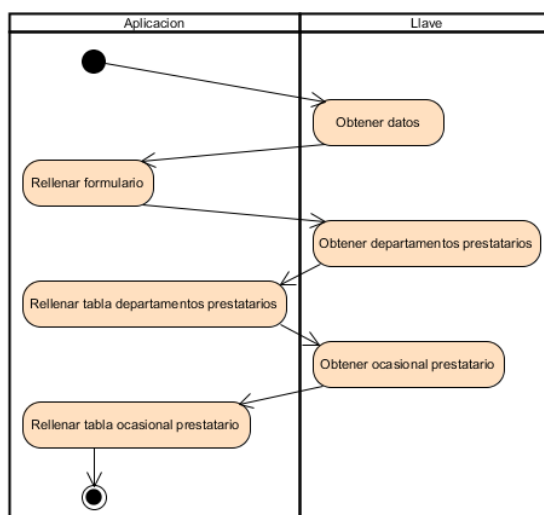 Aplicacion
Llave
Obtener datos
Rellenar formulario
Obtener departamentos prestatarios
Rellenar tabla departamentos prestatarios
Obtener ocasional prestatario
Rellenar tabla ocasional prestatario